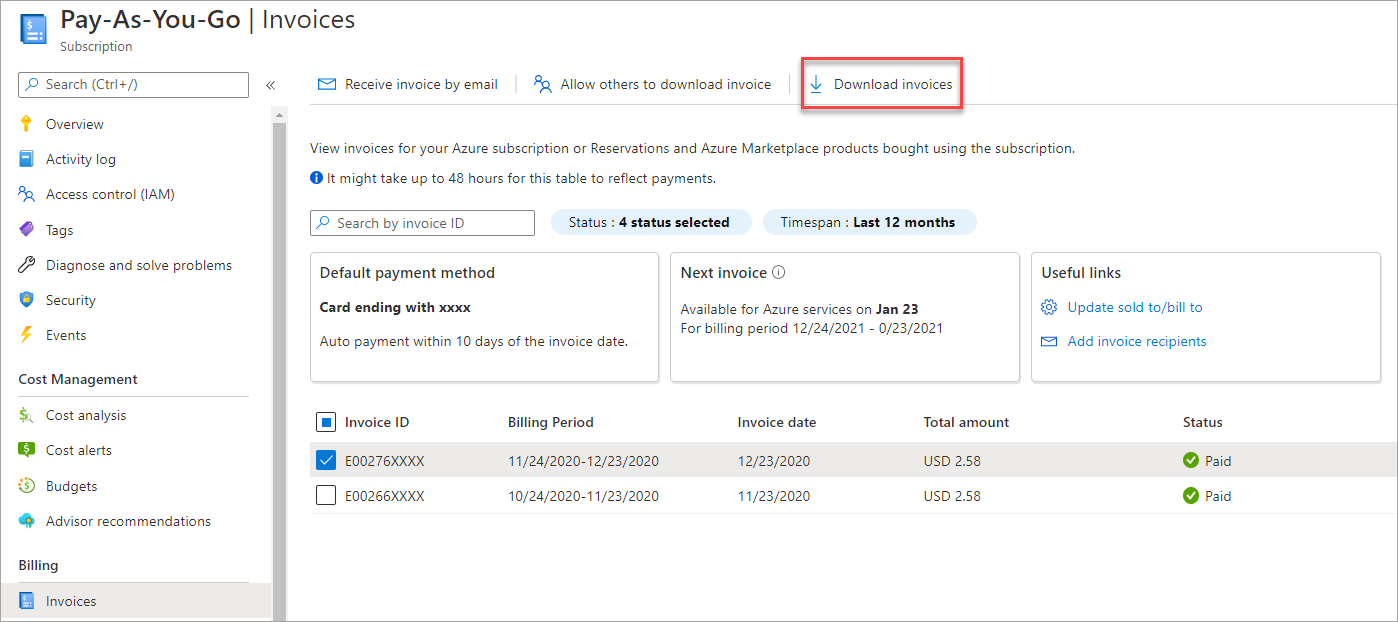 Pay-As-You-Go | Invoices
Subscription
Search (Ctrl+/)
«
Overview
Activity log
Access control (IAM)
Tags
Diagnose and solve problems
Security
Events
Cost Management
Cost analysis
Cost alerts
Budgets
Advisor recommendations
Billing
Invoices
Receive invoice by email
Allow others to download invoice
Download invoices
View invoices for your Azure subscription or Reservations and Azure Marketplace products bought using the subscription.
It might take up to 48 hours for this table to reflect payments.
Search by invoice ID
Status : 4 status selected
Timespan : Last 12 months
Default payment method
Card ending with xxxx
Auto payment within 10 days of the invoice date.
Next invoice
Available for Azure services on Jan 23
For billing period 12/24/2021 - 0/23/2021
Useful links
Update sold to/bill to
Add invoice recipients
Invoice ID Billing Period Invoice date Total amount Status
E00276XXXX 11/24/2020-12/23/2020 12/23/2020 USD 2.58 Paid
E00266XXXX 10/24/2020-11/23/2020 11/23/2020 USD 2.58 Paid